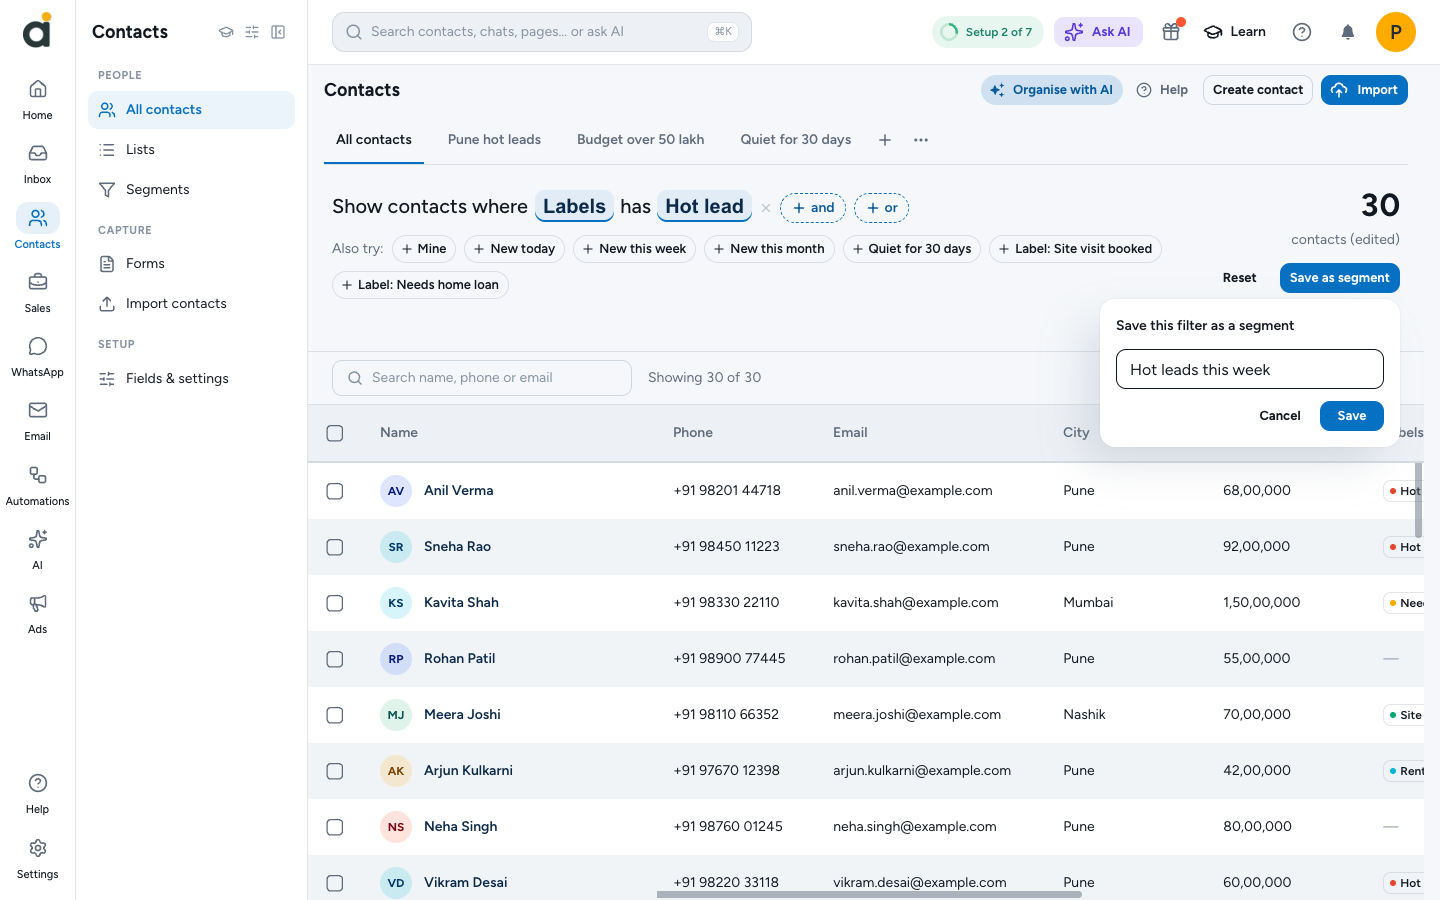 Contacts
Search contacts, chats, pages... or ask AI
⌘K
Setup 2 of 7
Ask AI
Learn
P
Home
Inbox
Contacts
Sales
WhatsApp
Email
Automations
AI
Ads
Help
Settings
PEOPLE
All contacts
Lists
Segments
CAPTURE
Forms
Import contacts
SETUP
Fields & settings
Contacts
Organise with AI
Help
Create contact
Import
All contacts
Pune hot leads
Budget over 50 lakh
Quiet for 30 days
Show contacts where Labels has Hot lead × + and + or
30
contacts (edited)
Also try: + Mine + New today + New this week + New this month + Quiet for 30 days + Label: Site visit booked
+ Label: Needs home loan
Reset
Save as segment
Save this filter as a segment
Hot leads this week
Cancel
Save
Search name, phone or email
Showing 30 of 30
Name Phone Email City
AV Anil Verma +91 98201 44718 anil.verma@example.com Pune 68,00,000 Hot
SR Sneha Rao +91 98450 11223 sneha.rao@example.com Pune 92,00,000 Hot
KS Kavita Shah +91 98330 22110 kavita.shah@example.com Mumbai 1,50,00,000
RP Rohan Patil +91 98900 77445 rohan.patil@example.com Pune 55,00,000 —
MJ Meera Joshi +91 98110 66352 meera.joshi@example.com Nashik 70,00,000 Site
AK Arjun Kulkarni +91 97670 12398 arjun.kulkarni@example.com Pune 42,00,000 Rent
NS Neha Singh +91 98760 01245 neha.singh@example.com Pune 80,00,000 —
VD Vikram Desai +91 98220 33118 vikram.desai@example.com Pune 60,00,000 Hot